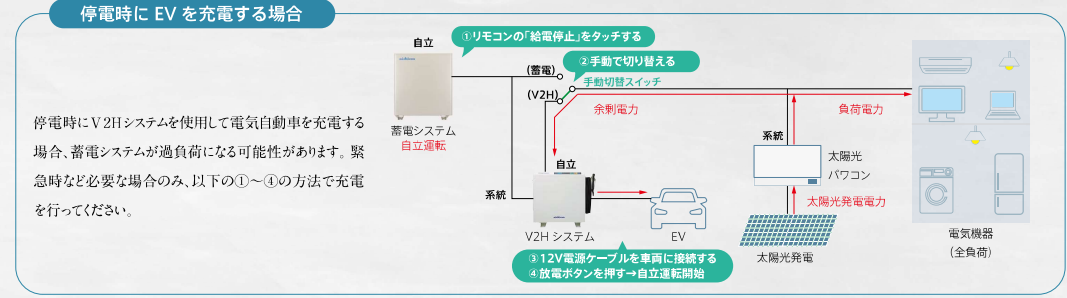 停電時に EV を充電する場合
停電時にV2Hシステムを使用して電気自動車を充電する
場合、蓄電システムが過負荷になる可能性があります。緊
急時など必要な場合のみ、以下の①〜④の方法で充電
を行ってください。
自立
①リモコンの「給電停止」をタッチする
蓄電システム
自立運転
(蓄電)
②手動で切り替える
手動切替スイッチ
(V2H)
余剰電力
負荷電力
系統
自立
系統
V2H システム
EV
③12V電源ケーブルを車両に接続する
④放電ボタンを押す→自立運転開始
太陽光
パワコン
太陽光発電電力
太陽光発電
電気機器
(全負荷)